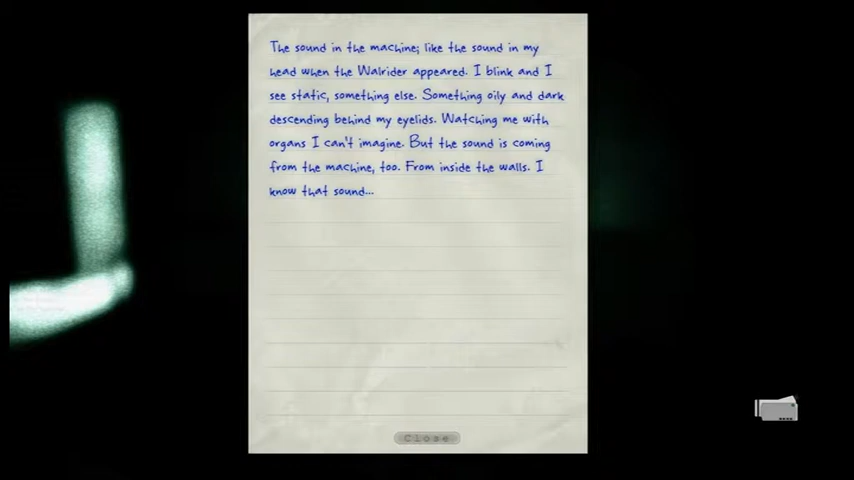 The sound in the machine; like the sound in my
head when the Walrider appeared. I blink and I
see static, something else. Something oily and dark
descending behind my eyelids. Watching me with
organs I can't imagine. But the sound is coming
from the machine, too. From inside the walls. I
know that sound...
Close